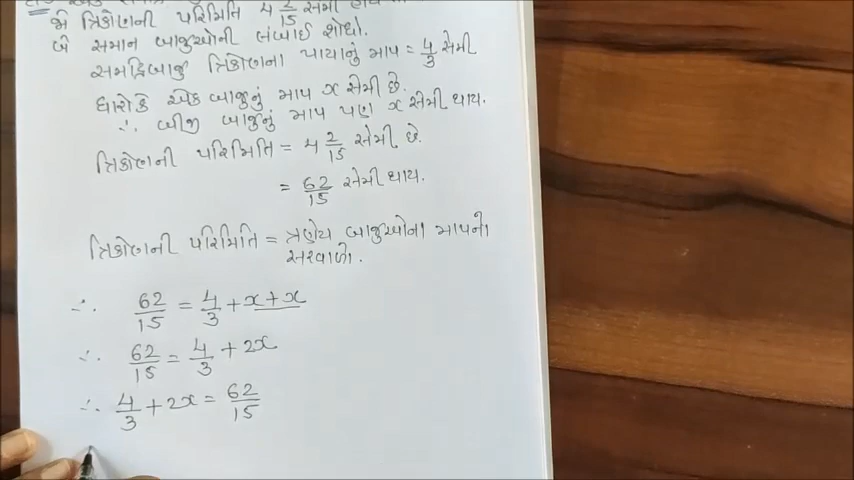 જો ત્રિકોણની પરિમિતિ 4 2/15 સેમી હોય
બે સમાન બાજુઓની લંબાઈ શોધો.
સમદ્વિબાજુ ત્રિકોણના પાયાનું માપ = 4/3 સેમી
ધારોકે એક બાજુનું માપ x સેમી છે.
∴ બીજી બાજુનું માપ પણ x સેમી થાય.
ત્રિકોણની પરિમિતિ = 4 2/15 સેમી છે.
= 62/15 સેમી થાય.
ત્રિકોણની પરિમિતિ = ત્રણેય બાજુઓના માપનો
સરવાળો.
∴ 62/15 = 4/3 + x + x
∴ 62/15 = 4/3 + 2x
∴ 4/3 + 2x = 62/15